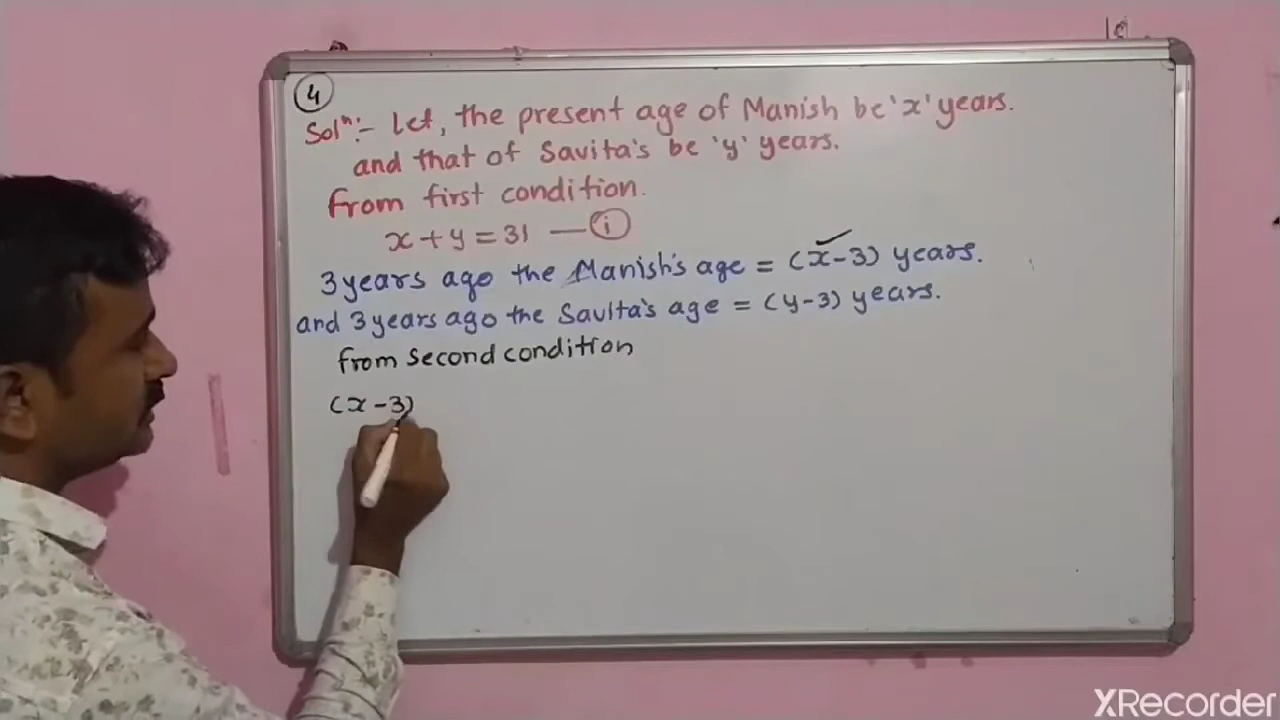 4
Solⁿ:- Let, the present age of Manish be 'x' years.
and that of Savita's be 'y' years.
from first condition.
x + y = 31 — i
3 years ago the Manish's age = (x-3) years.
and 3 years ago the Savita's age = (y-3) years.
from second condition
(x-3)
XRecorder